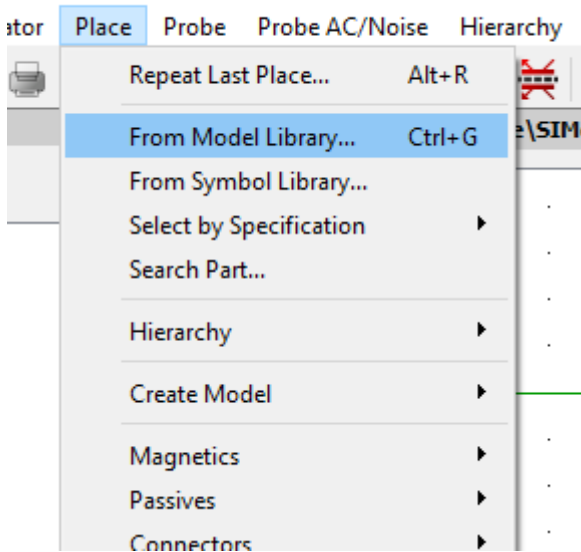 ator Place Probe Probe AC/Noise Hierarchy
Repeat Last Place... Alt+R
e\SIM
From Model Library... Ctrl+G
From Symbol Library...
Select by Specification
Search Part...
Hierarchy
Create Model
Magnetics
Passives
Connectors